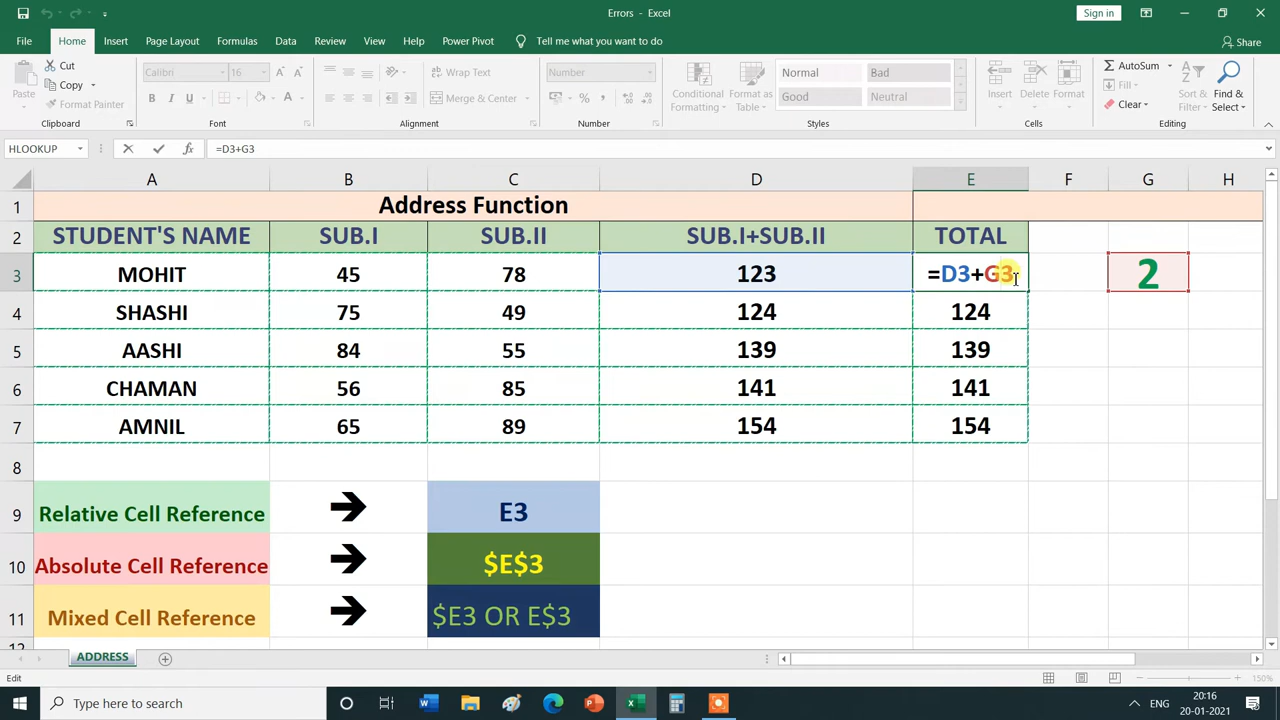 Errors - Excel
Sign in
File Home Insert Page Layout Formulas Data Review View Help Power Pivot Tell me what you want to do Share
Paste
Cut
Copy
Format Painter
Clipboard
Calibri 16
B I U
Font
Wrap Text
Merge & Center
Alignment
Number
Number
Conditional Formatting
Format as Table
Normal Bad
Good Neutral
Styles
Insert Delete Format
Cells
AutoSum
Fill
Clear
Sort & Filter
Find & Select
Editing
HLOOKUP =D3+G3
A B C D E F G H
1 Address Function
2 STUDENT'S NAME SUB.I SUB.II SUB.I+SUB.II TOTAL
3 MOHIT 45 78 123 =D3+G3 2
4 SHASHI 75 49 124 124
5 AASHI 84 55 139 139
6 CHAMAN 56 85 141 141
7 AMNIL 65 89 154 154
8
9 Relative Cell Reference ➔ E3
10 Absolute Cell Reference ➔ $E$3
11 Mixed Cell Reference ➔ $E3 OR E$3
12
ADDRESS
Edit 150%
Type here to search
ENG
20:16
20-01-2021